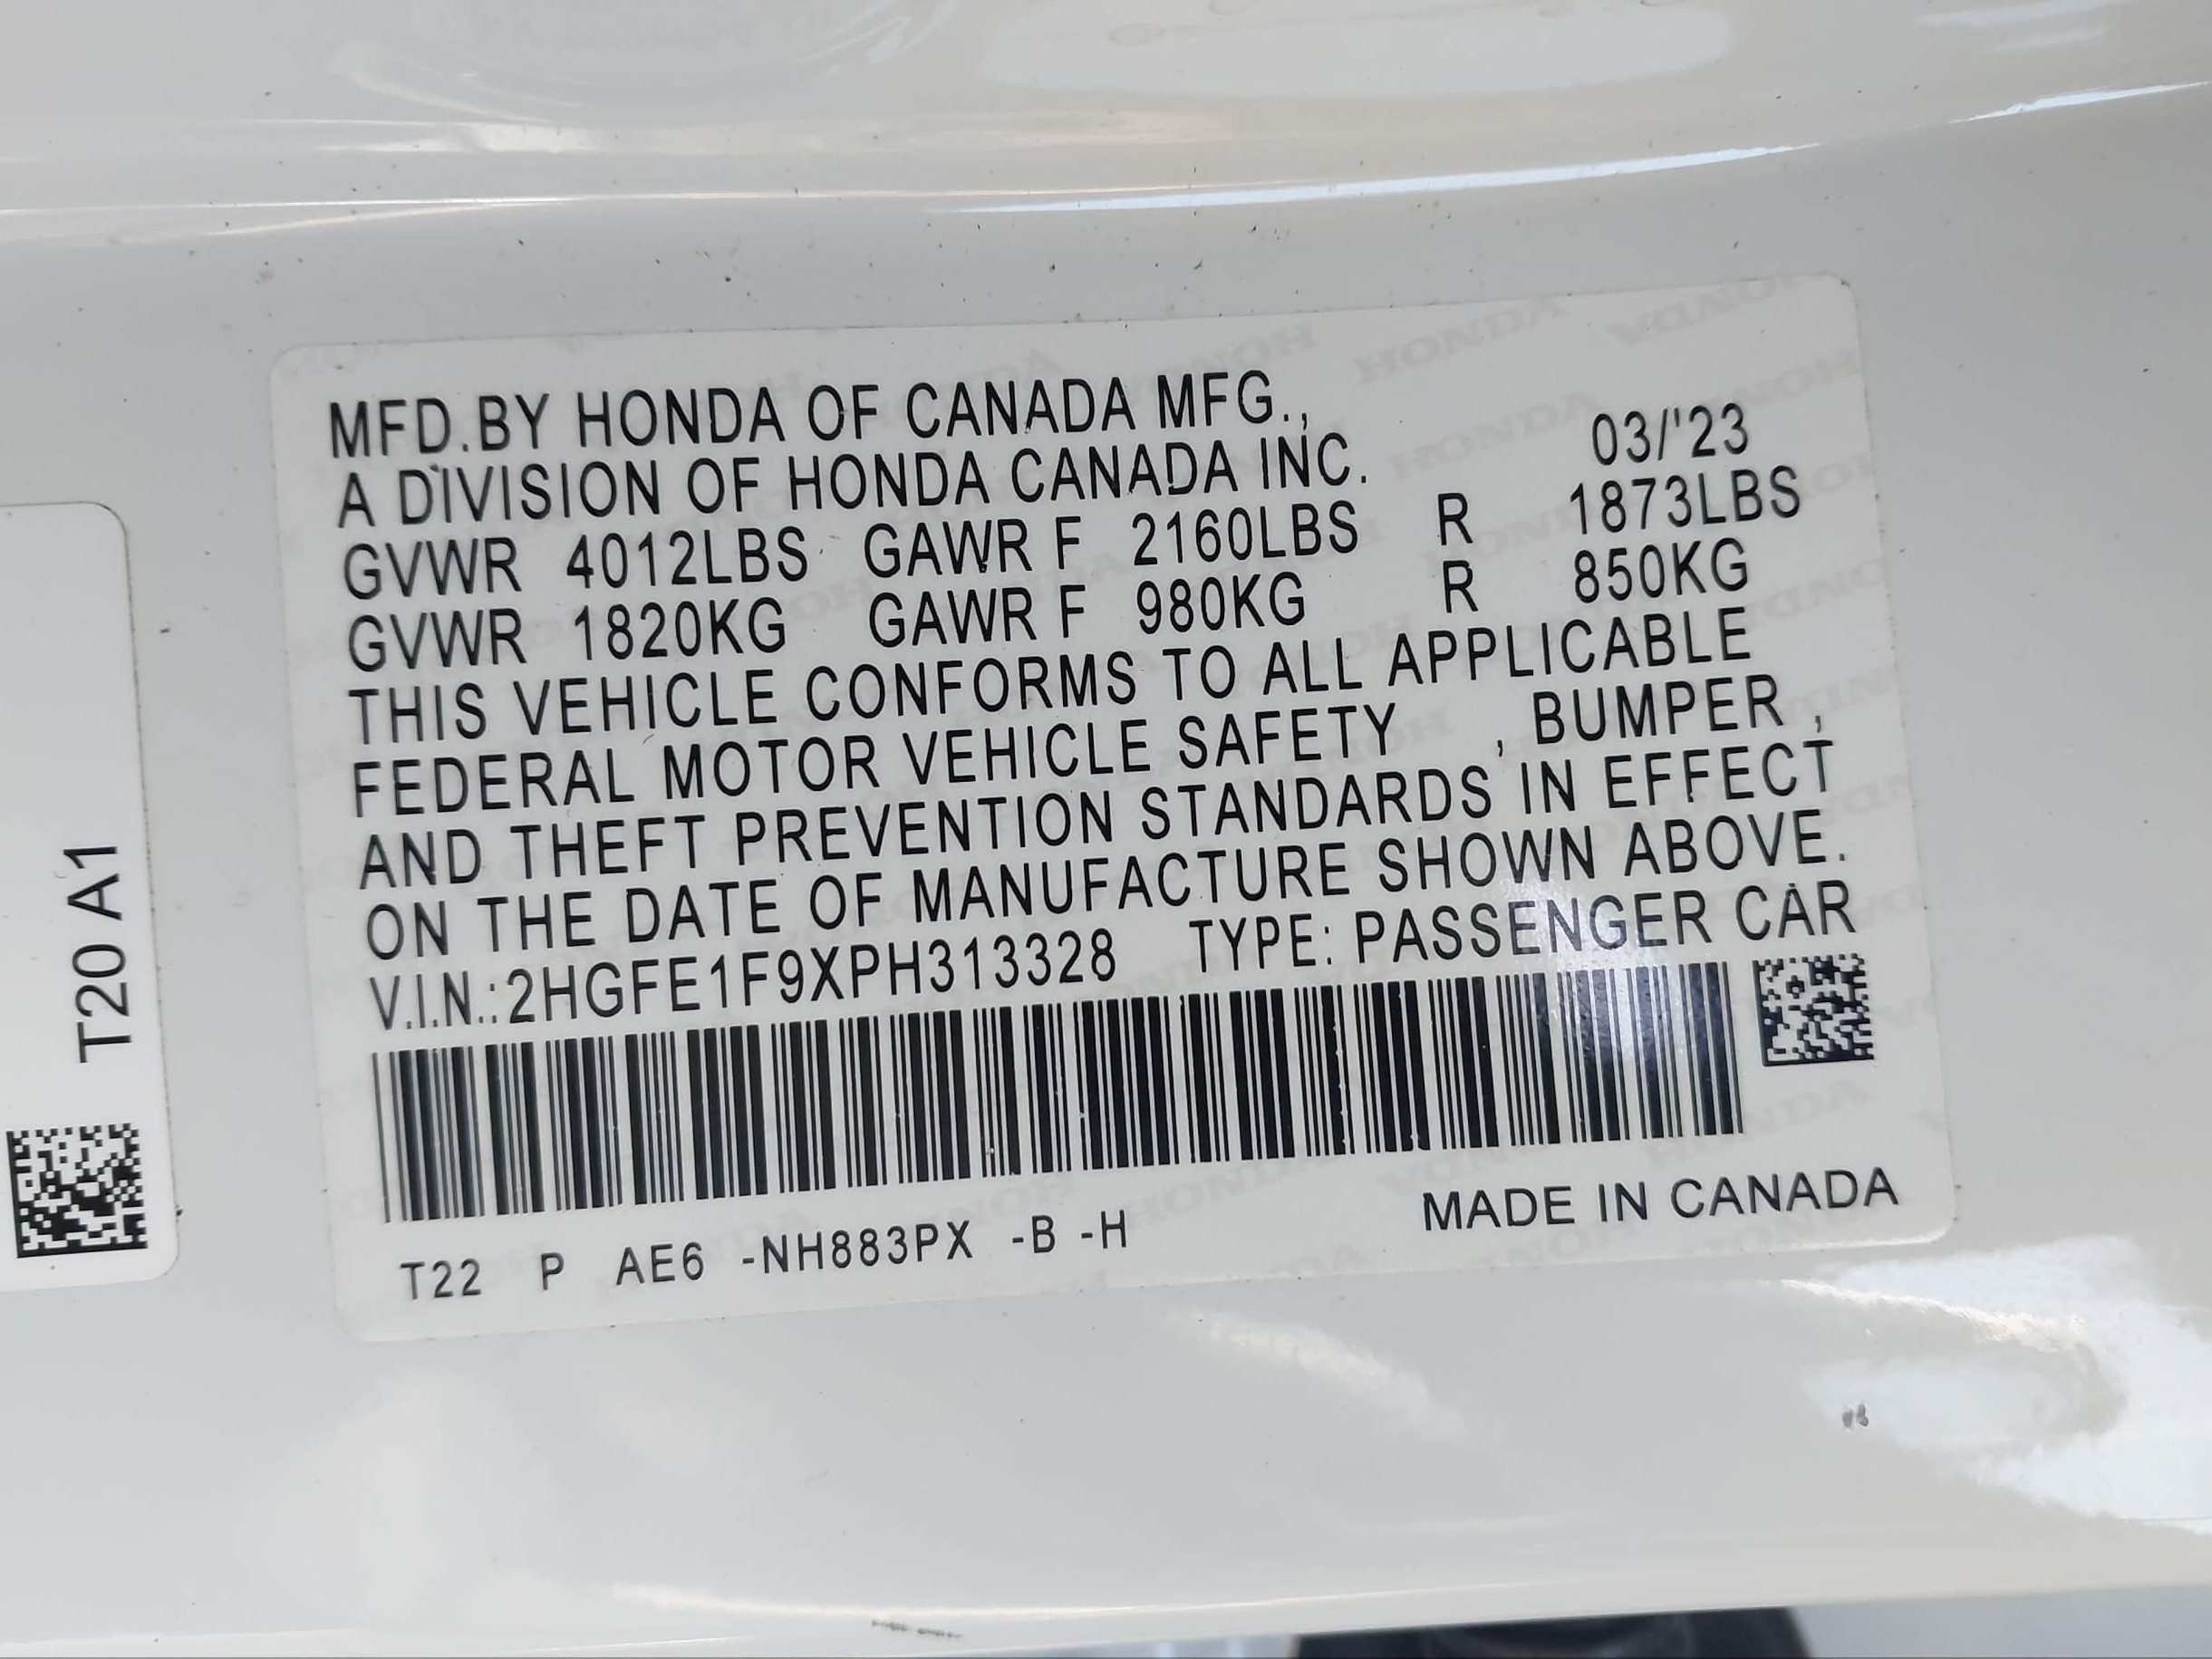 MFD.BY HONDA OF CANADA MFG.,
A DIVISION OF HONDA CANADA INC. 03/'23
GVWR 4012LBS GAWR F 2160LBS R 1873LBS
GVWR 1820KG GAWR F 980KG R 850KG
THIS VEHICLE CONFORMS TO ALL APPLICABLE
FEDERAL MOTOR VEHICLE SAFETY , BUMPER ,
AND THEFT PREVENTION STANDARDS IN EFFECT
ON THE DATE OF MANUFACTURE SHOWN ABOVE.
V.I.N.:2HGFE1F9XPH313328 TYPE: PASSENGER CAR
T22 P AE6 -NH883PX -B -H MADE IN CANADA
T20 A1